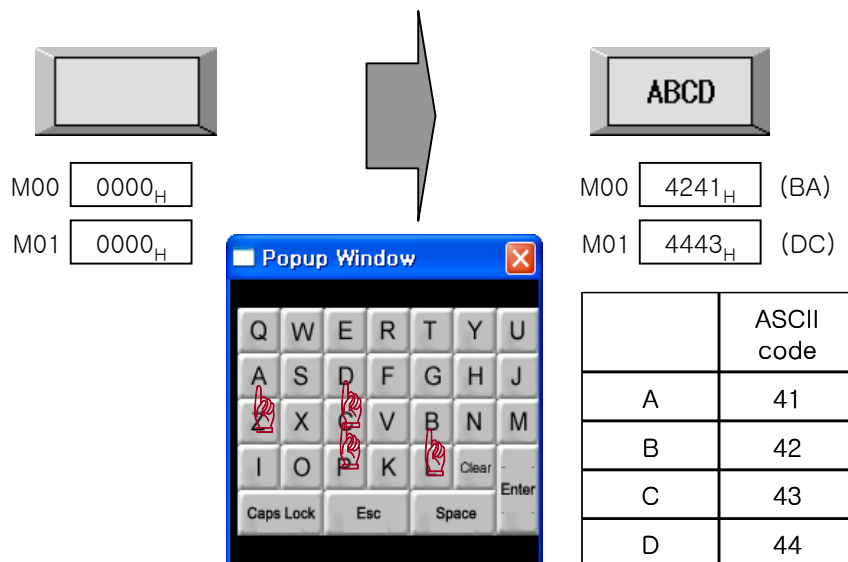 ABCD
M00 0000H
M01 0000H
M00 4241H (BA)
M01 4443H (DC)
Popup Window
Q W E R T Y U
A S D F G H J
Z X C V B N M
I O P K Clear
Enter
Caps Lock Esc Space
ASCII
code
A 41
B 42
C 43
D 44